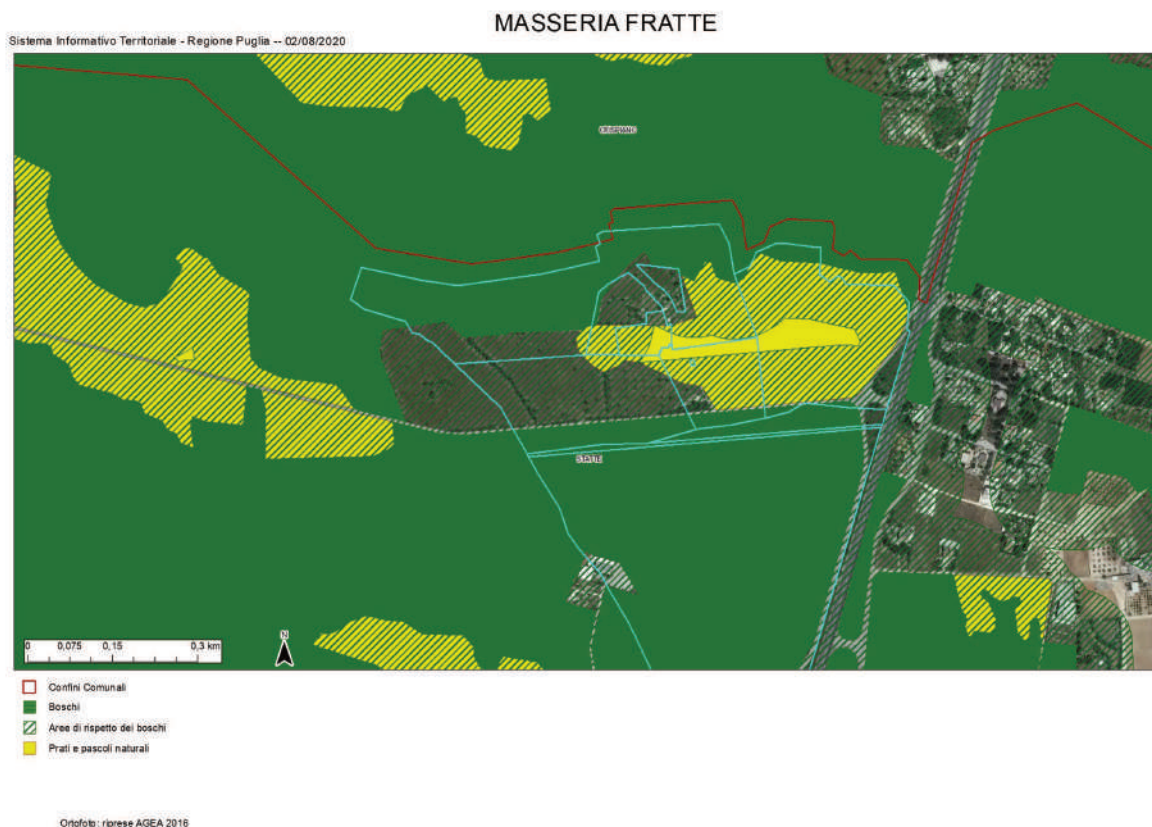 MASSERIA FRATTE
Sistema Informativo Territoriale - Regione Puglia -- 02/08/2020
CRISPIANO
STATTE
0 0,075 0,15 0,3 km
N
Confini Comunali
Boschi
Aree di rispetto dei boschi
Prati e pascoli naturali
Ortofoto: riprese AGEA 2016